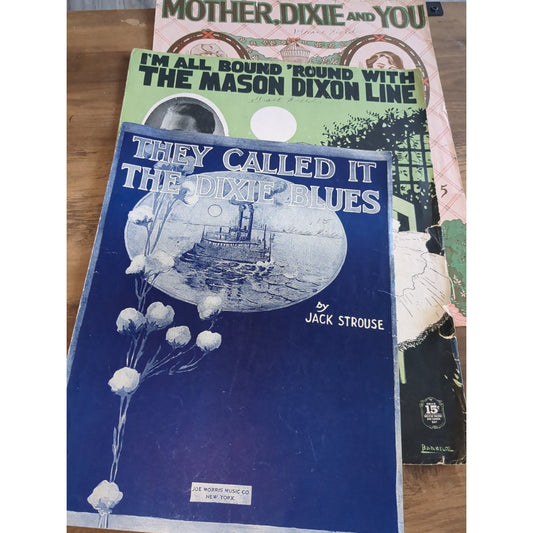 MOTHER, DIXIE AND YOU
I'M ALL BOUND 'ROUND WITH
THE MASON DIXON LINE
THEY CALLED IT
THE DIXIE BLUES
by
JACK STROUSE
15¢
JOE MORRIS MUSIC CO
NEW YORK